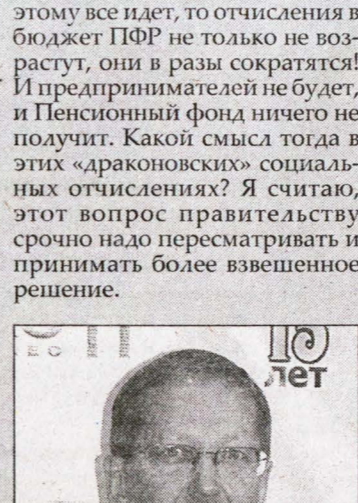 этому все идет, то отчисления в
бюджет ПФР не только не воз-
растут, они в разы сократятся!
И предпринимателей не будет,
и Пенсионный фонд ничего не
получит. Какой смысл тогда в
этих «драконовских» социаль-
ных отчислениях? Я считаю,
этот вопрос правительству
срочно надо пересматривать и
принимать более взвешенное
решение.
лет